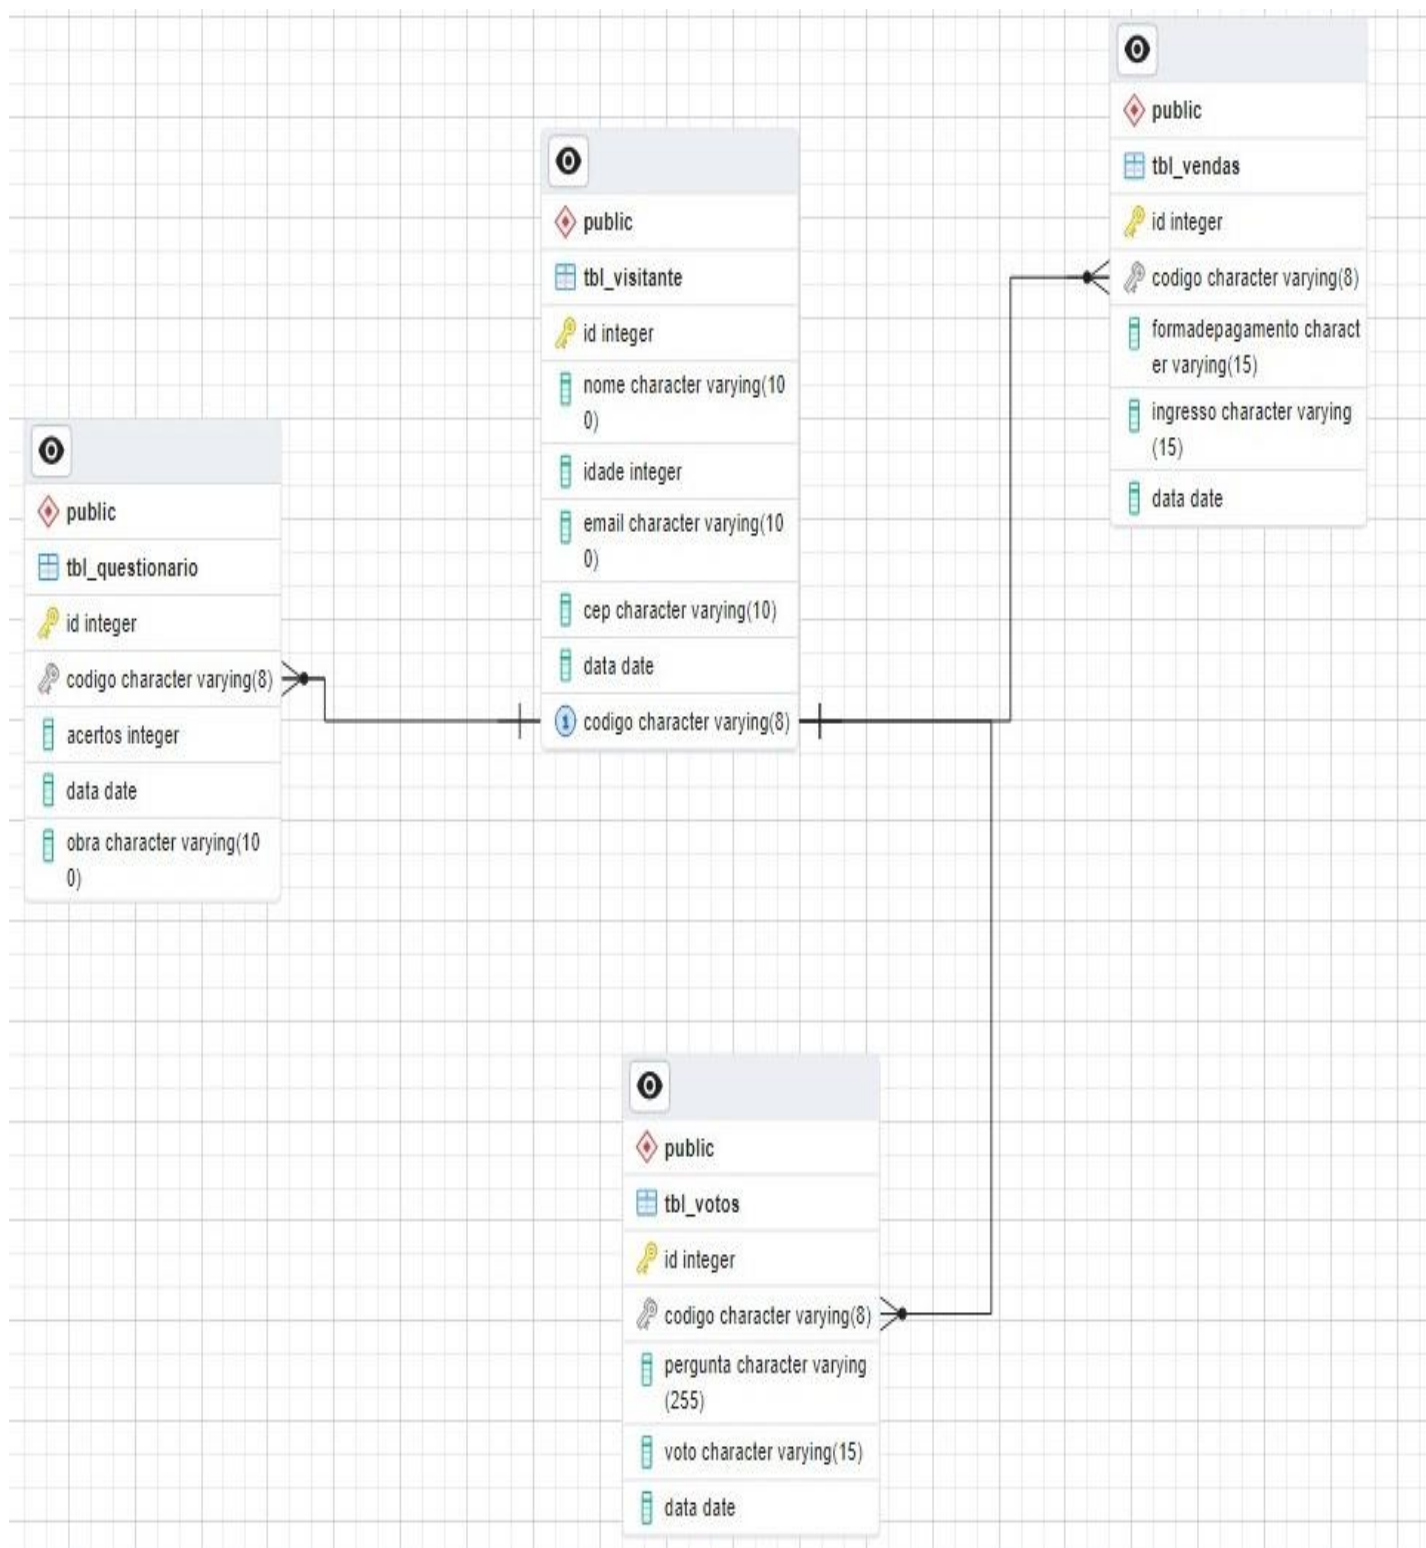 public
tbl_vendas
id integer
codigo character varying(8)
formadepagamento charact
er varying(15)
ingresso character varying
(15)
data date
public
tbl_visitante
id integer
nome character varying(10
0)
idade integer
email character varying(10
0)
cep character varying(10)
data date
1 codigo character varying(8)
public
tbl_questionario
id integer
codigo character varying(8)
acertos integer
data date
obra character varying(10
0)
public
tbl_votos
id integer
codigo character varying(8)
pergunta character varying
(255)
voto character varying(15)
data date